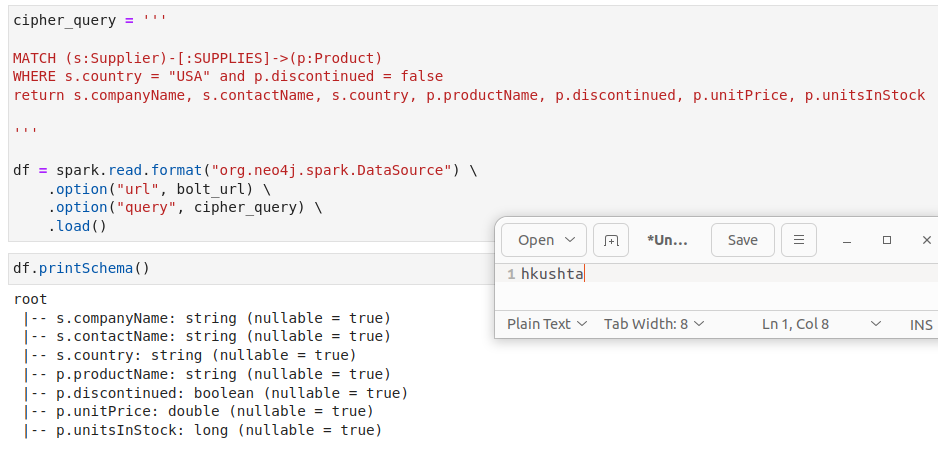 cipher_query = '''
MATCH (s:Supplier)-[:SUPPLIES]->(p:Product)
WHERE s.country = "USA" and p.discontinued = false
return s.companyName, s.contactName, s.country, p.productName, p.discontinued, p.unitPrice, p.unitsInStock
'''
df = spark.read.format("org.neo4j.spark.DataSource") \
    .option("url", bolt_url) \
    .option("query", cipher_query) \
    .load()
df.printSchema()
root
 |-- s.companyName: string (nullable = true)
 |-- s.contactName: string (nullable = true)
 |-- s.country: string (nullable = true)
 |-- p.productName: string (nullable = true)
 |-- p.discontinued: boolean (nullable = true)
 |-- p.unitPrice: double (nullable = true)
 |-- p.unitsInStock: long (nullable = true)
Open *Un... Save
1 hkushta
Plain Text Tab Width: 8 Ln 1, Col 8 INS